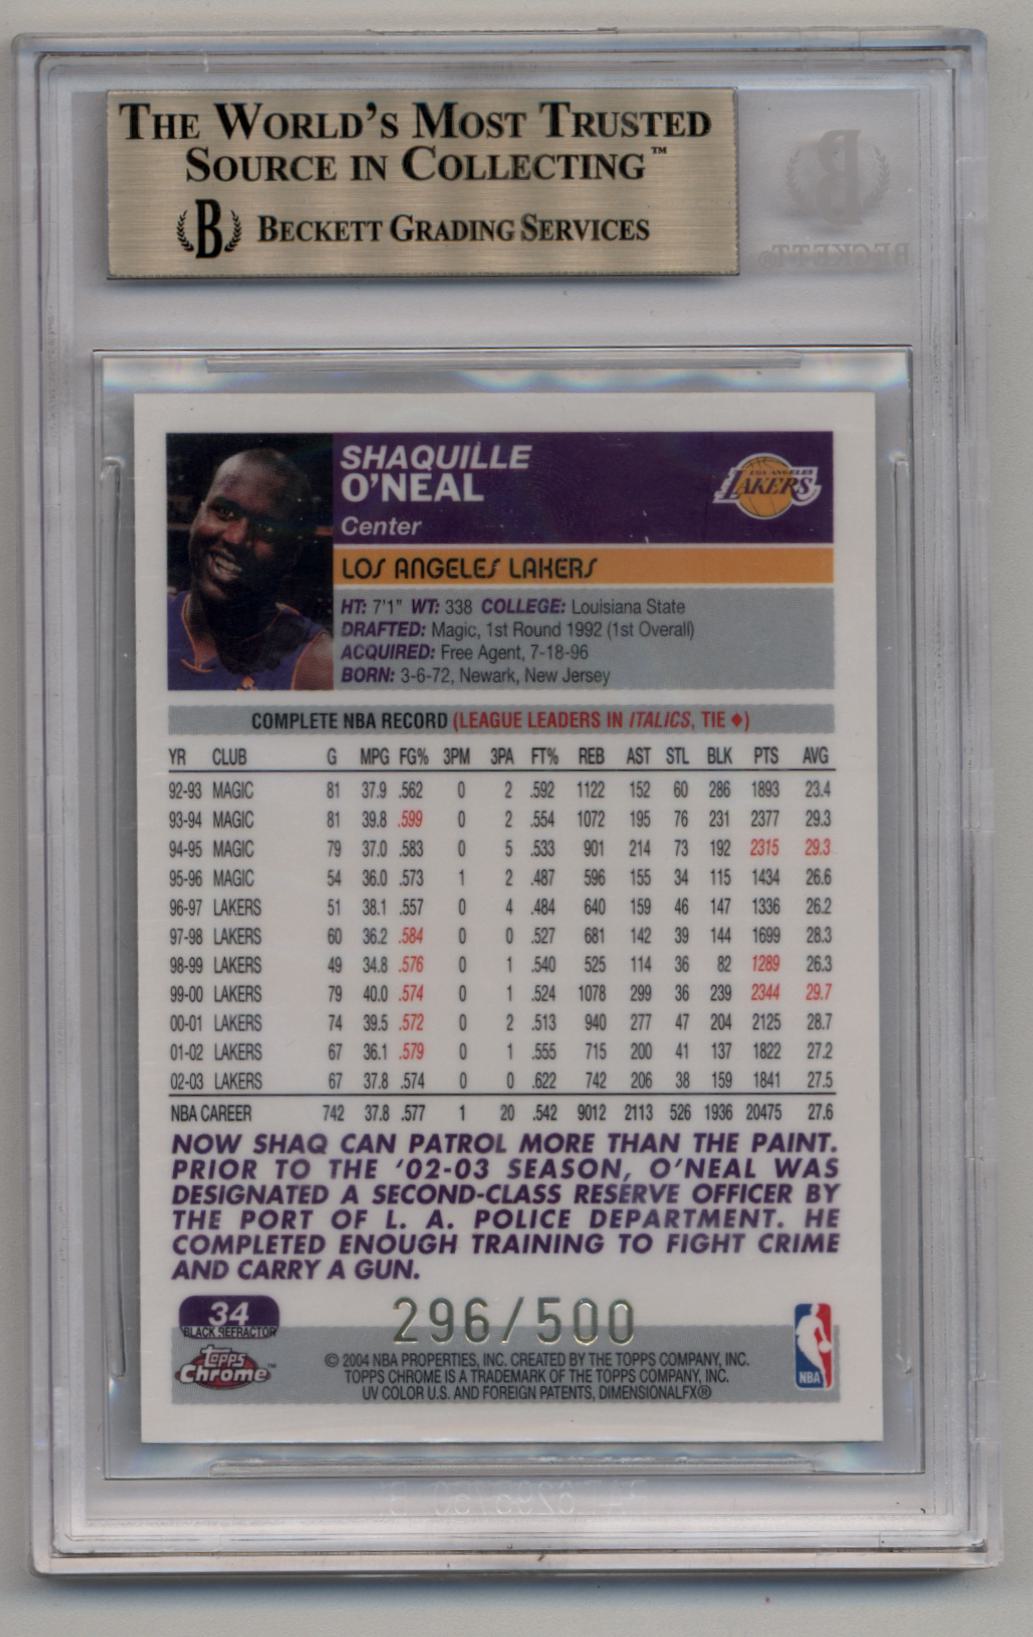 THE WORLD'S MOST TRUSTED
SOURCE IN COLLECTING™
B BECKETT GRADING SERVICES
B
BECKETT®
SHAQUILLE
O'NEAL
Center
LOS ANGELES LAKERS
LOS ANGELES
LAKERS
HT: 7'1" WT: 338 COLLEGE: Louisiana State
DRAFTED: Magic, 1st Round 1992 (1st Overall)
ACQUIRED: Free Agent, 7-18-96
BORN: 3-6-72, Newark, New Jersey
COMPLETE NBA RECORD (LEAGUE LEADERS IN ITALICS, TIE ♦)
YR CLUB G MPG FG% 3PM 3PA FT% REB AST STL BLK PTS AVG
92-93 MAGIC 81 37.9 .562 0 2 .592 1122 152 60 286 1893 23.4
93-94 MAGIC 81 39.8 .599 0 2 .554 1072 195 76 231 2377 29.3
94-95 MAGIC 79 37.0 .583 0 5 .533 901 214 73 192 2315 29.3
95-96 MAGIC 54 36.0 .573 1 2 .487 596 155 34 115 1434 26.6
96-97 LAKERS 51 38.1 .557 0 4 .484 640 159 46 147 1336 26.2
97-98 LAKERS 60 36.2 .584 0 0 .527 681 142 39 144 1699 28.3
98-99 LAKERS 49 34.8 .576 0 1 .540 525 114 36 82 1289 26.3
99-00 LAKERS 79 40.0 .574 0 1 .524 1078 299 36 239 2344 29.7
00-01 LAKERS 74 39.5 .572 0 2 .513 940 277 47 204 2125 28.7
01-02 LAKERS 67 36.1 .579 0 1 .555 715 200 41 137 1822 27.2
02-03 LAKERS 67 37.8 .574 0 0 .622 742 206 38 159 1841 27.5
NBA CAREER 742 37.8 .577 1 20 .542 9012 2113 526 1936 20475 27.6
NOW SHAQ CAN PATROL MORE THAN THE PAINT.
PRIOR TO THE '02-03 SEASON, O'NEAL WAS
DESIGNATED A SECOND-CLASS RESERVE OFFICER BY
THE PORT OF L. A. POLICE DEPARTMENT. HE
COMPLETED ENOUGH TRAINING TO FIGHT CRIME
AND CARRY A GUN.
34
BLACK REFRACTOR
296/500
Topps
Chrome™
© 2004 NBA PROPERTIES, INC. CREATED BY THE TOPPS COMPANY, INC.
TOPPS CHROME IS A TRADEMARK OF THE TOPPS COMPANY, INC.
UV COLOR U.S. AND FOREIGN PATENTS, DIMENSIONALFX®
NBA